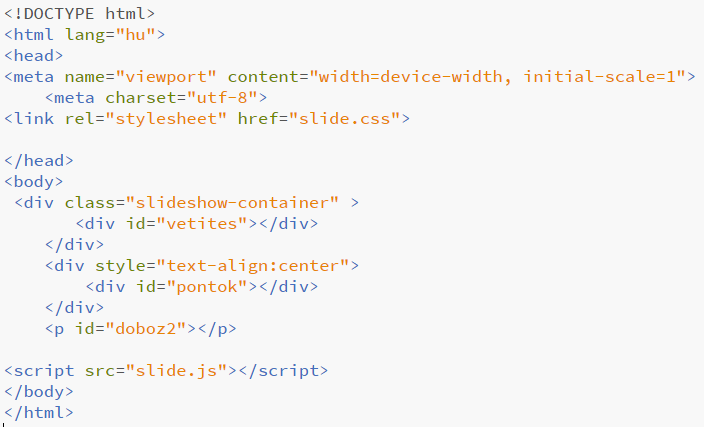 <!DOCTYPE html>
<html lang="hu">
<head>
<meta name="viewport" content="width=device-width, initial-scale=1">
    <meta charset="utf-8">
<link rel="stylesheet" href="slide.css">

</head>
<body>
 <div class="slideshow-container" >
       <div id="vetites"></div>
    </div>
    <div style="text-align:center">
        <div id="pontok"></div>
    </div>
    <p id="doboz2"></p>

<script src="slide.js"></script>
</body>
</html>